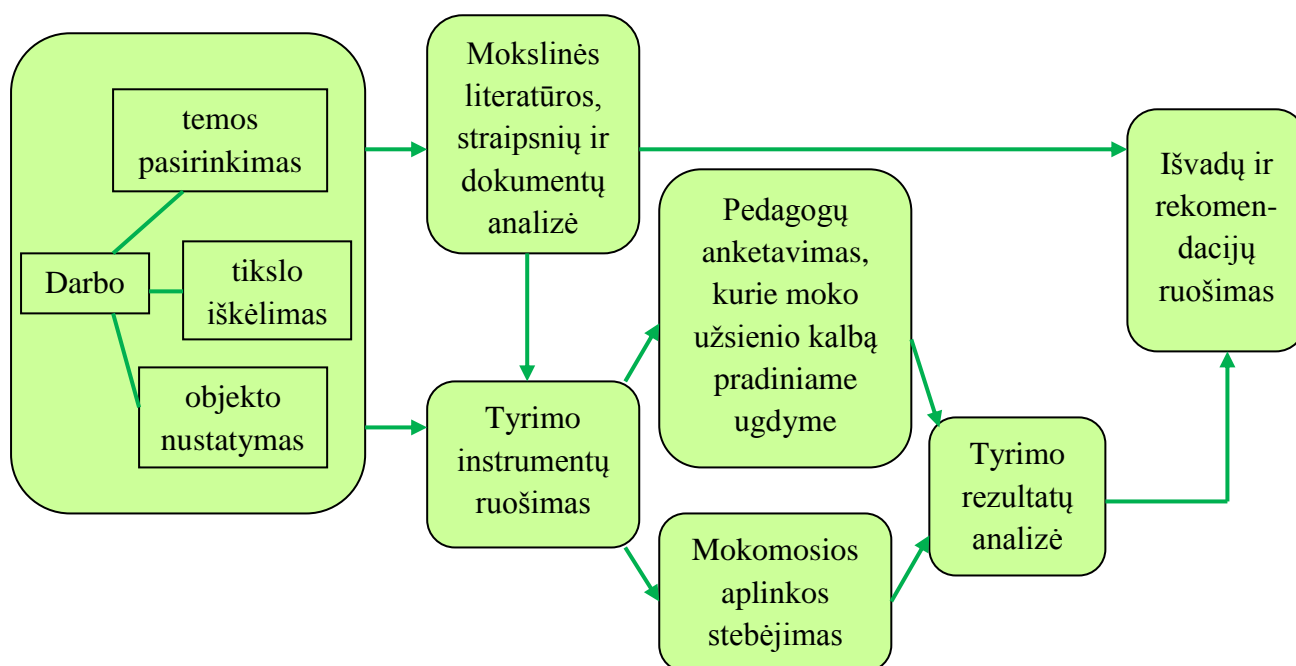 temos
pasirinkimas
Darbo
tikslo
iškėlimas
objekto
nustatymas
Mokslinės
literatūros,
straipsnių ir
dokumentų
analizė
Tyrimo
instrumentų
ruošimas
Pedagogų
anketavimas,
kurie moko
užsienio kalbą
pradiniame
ugdyme
Mokomosios
aplinkos
stebėjimas
Tyrimo
rezultatų
analizė
Išvadų ir
rekomen-
dacijų
ruošimas